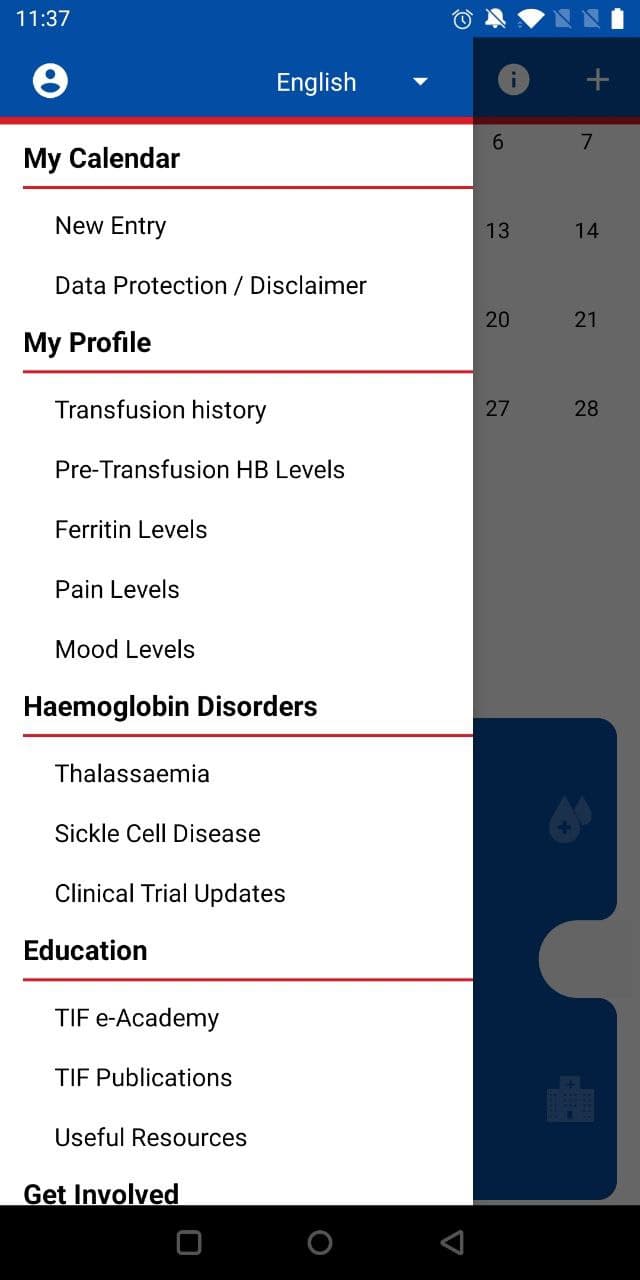 11:37
English
My Calendar
6 7
New Entry
13 14
Data Protection / Disclaimer
20 21
My Profile
Transfusion history
27 28
Pre-Transfusion HB Levels
Ferritin Levels
Pain Levels
Mood Levels
Haemoglobin Disorders
Thalassaemia
Sickle Cell Disease
Clinical Trial Updates
Education
TIF e-Academy
TIF Publications
Useful Resources
Get Involved